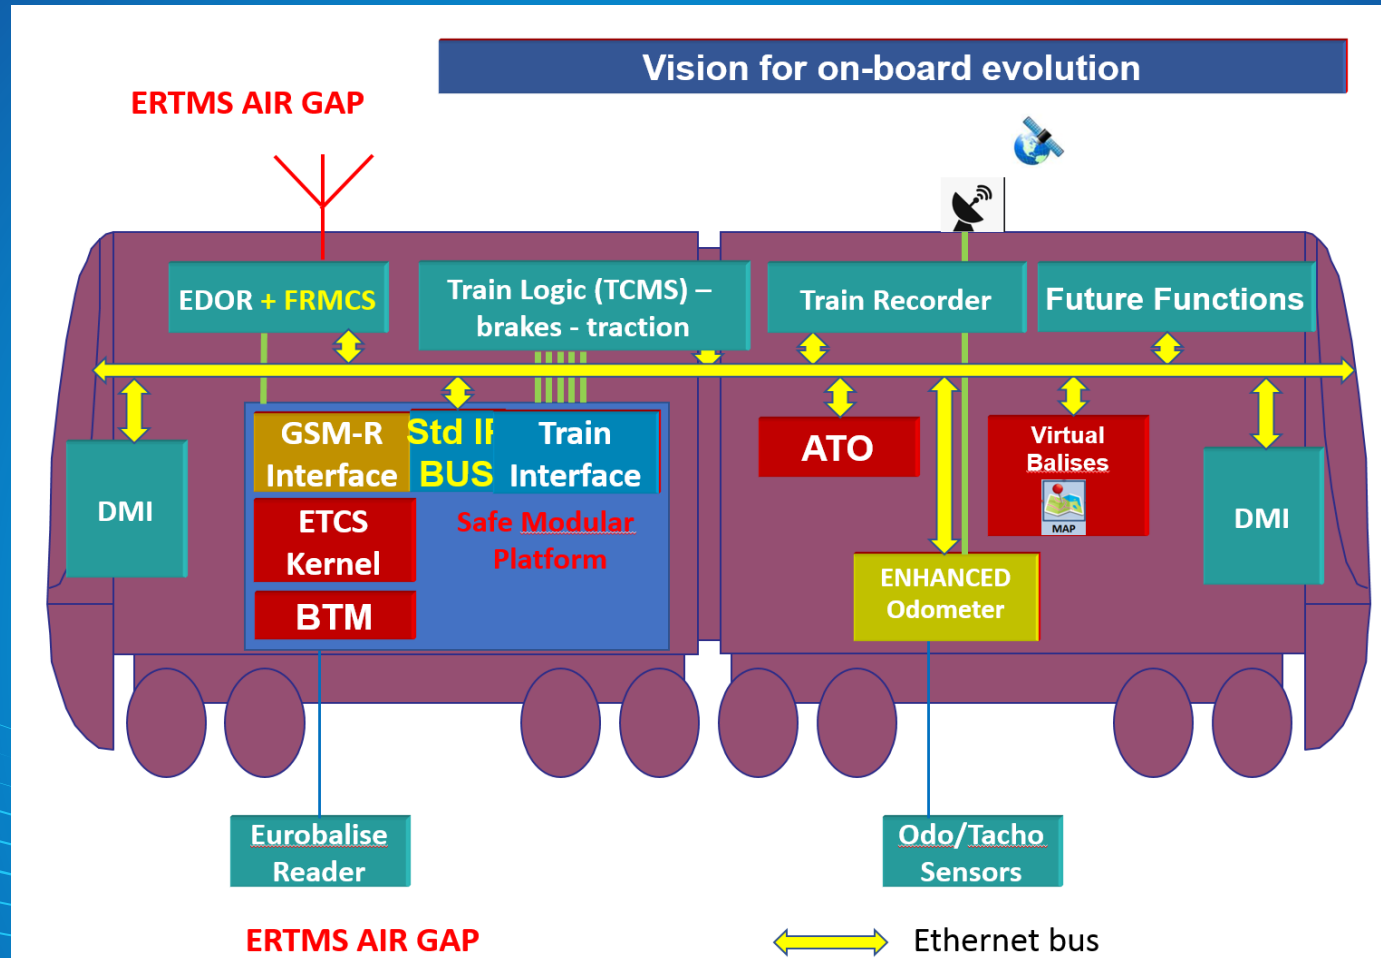 Vision for on-board evolution
ERTMS AIR GAP
EDOR + FRMCS
Train Logic (TCMS) –
brakes - traction
Train Recorder
Future Functions
GSM-R
Interface
Std
BUS
Train
Interface
ETCS
Kernel
Safe Modular
Platform
BTM
DMI
ATO
Virtual
Balises
MAP
DMI
ENHANCED
Odometer
Eurobalise
Reader
Odo/Tacho
Sensors
ERTMS AIR GAP
Ethernet bus